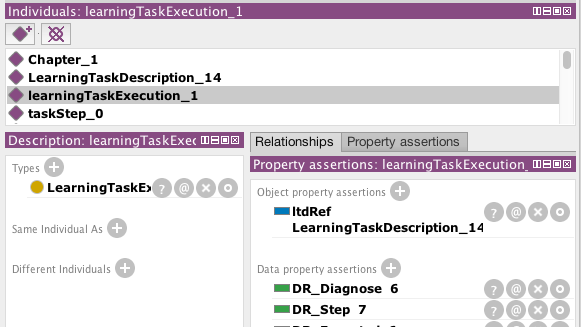 Individuals: learningTaskExecution_1
Chapter_1
LearningTaskDescription_14
learningTaskExecution_1
taskStep_0
Description: learningTaskExec
Types
LearningTaskEx
? @
Same Individual As
Different Individuals
Relationships
Property assertions
Property assertions: learningTaskExecution_
Object property assertions
ltdRef
LearningTaskDescription_14
? @
Data property assertions
DR_Diagnose 6
? @
DR_Step 7
? @